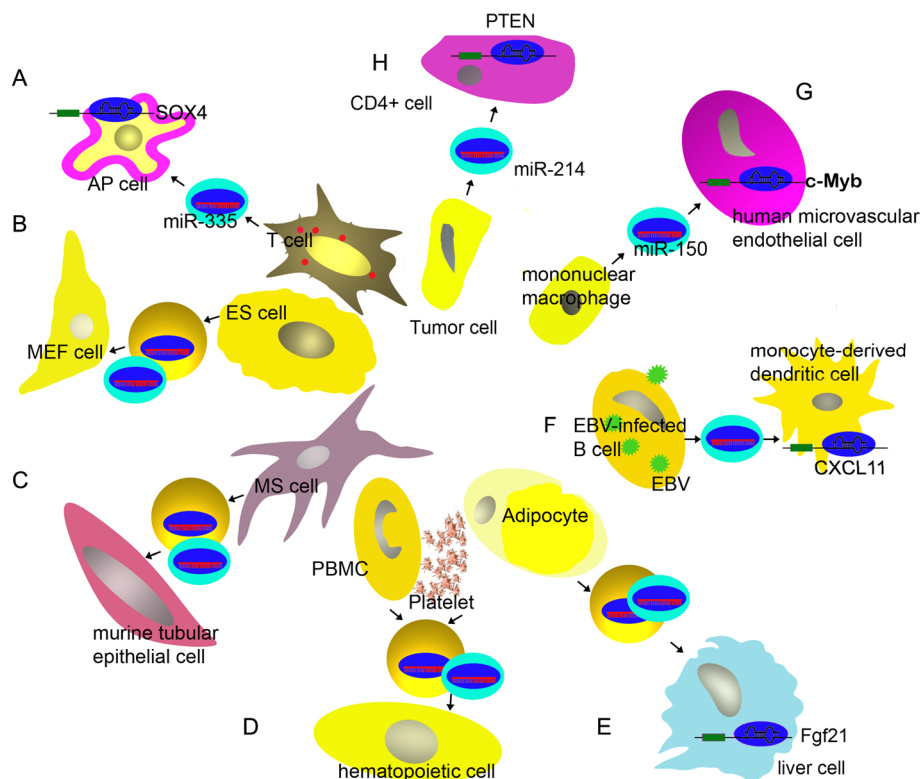 PTEN
A
H
CD4+ cell
G
SOX4
AP cell
miR-214
c-Myb
miR-335
T cell
human microvascular
endothelial cell
miR-150
B
mononuclear
macrophage
ES cell
Tumor cell
MEF cell
monocyte-derived
dendritic cell
F
EBV-infected
B cell
CXCL11
EBV
C
MS cell
Adipocyte
PBMC
Platelet
murine tubular
epithelial cell
D
E
Fgf21
hematopoietic cell
liver cell